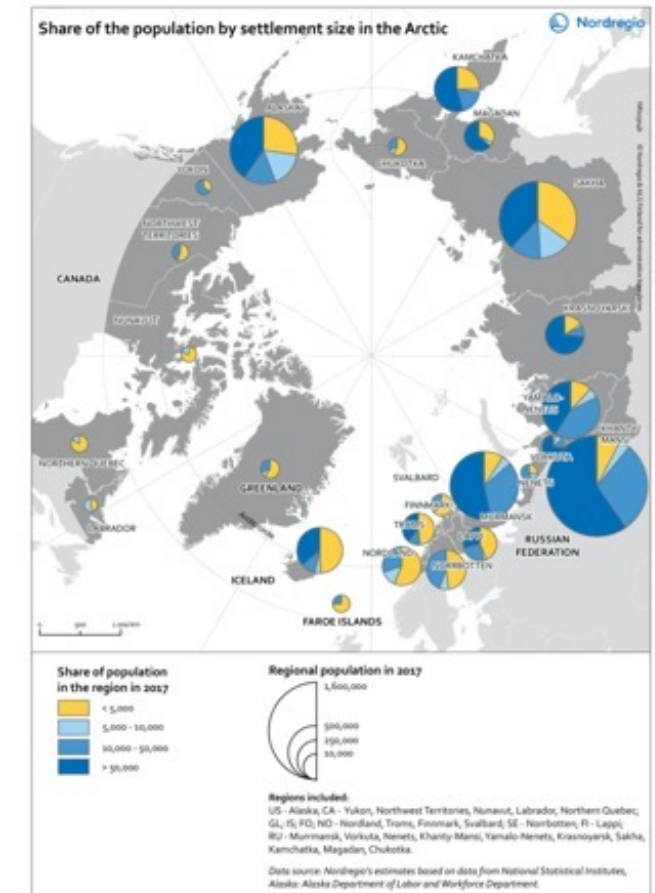 Share of the population by settlement size in the Arctic
Nordregio
KAMCHATKA
ALASKA
MAGADAN
CHUKOTKA
YUKON
SAKHA
NORTHWEST
TERRITORIES
CANADA
KRASNOYARSK
NUNAVUT
YAMALO-
NENETS
KHANTY-
MANSI
NORTHERN QUEBEC
VORKUTA
SVALBARD
NENETS
GREENLAND
FINNMARK
MURMANSK
LABRADOR
TROMS
LAPPI
RUSSIAN
FEDERATION
NORDLAND
NORRBOTTEN
ICELAND
FAROE ISLANDS
0 500 1,000 km
Share of population
in the region in 2017
< 5,000
5,000 - 10,000
10,000 - 50,000
> 50,000
Regional population in 2017
1,600,000
500,000
250,000
10,000
Regions included:
US - Alaska; CA - Yukon, Northwest Territories, Nunavut, Labrador, Northern Quebec;
GL; IS; FO; NO - Nordland, Troms, Finnmark, Svalbard; SE - Norrbotten; FI - Lappi;
RU - Murmansk, Vorkuta, Nenets, Khanty-Mansi, Yamalo-Nenets, Krasnoyarsk, Sakha,
Kamchatka, Magadan, Chukotka.
Data source: Nordregio's estimates based on data from National Statistical Institutes,
Alaska: Alaska Department of Labor and Workforce Department.